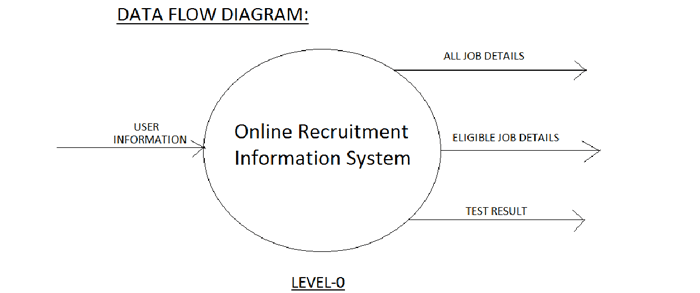 DATA FLOW DIAGRAM:
ALL JOB DETAILS
USER
INFORMATION
Online Recruitment
Information System
ELIGIBLE JOB DETAILS
TEST RESULT
LEVEL-0